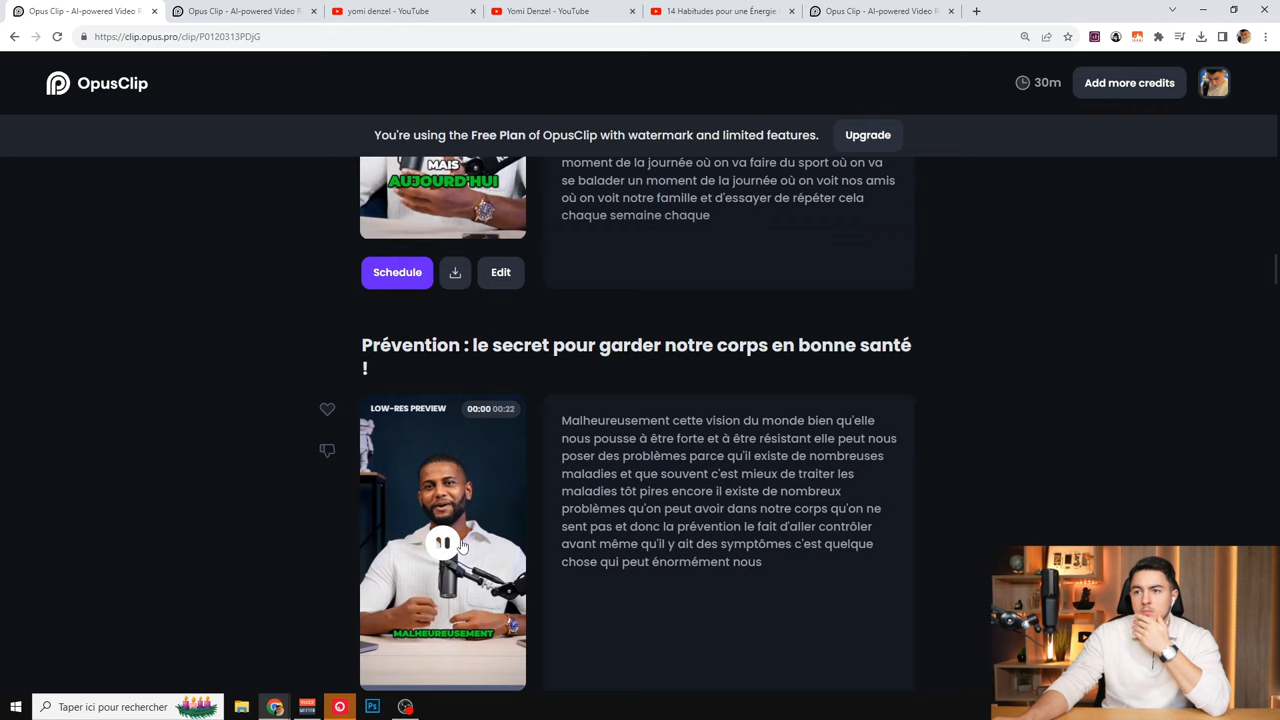 Opus Clip - AI-powered Video R
Opus Clip - AI-powered Video R
yomi denzel - YouTube
Yomi Denzel - YouTube
14 Habitudes pour une Énergie
Opus Clip - AI-powered Video R
https://clip.opus.pro/clip/P0120313PDjG
OpusClip
30m
Add more credits
You're using the Free Plan of OpusClip with watermark and limited features.
Upgrade
MAIS
AUJOURD'HUI
moment de la journée où on va faire du sport où on va
se balader un moment de la journée où on voit nos amis
où on voit notre famille et d'essayer de répéter cela
chaque semaine chaque
Schedule
Edit
Prévention : le secret pour garder notre corps en bonne santé
!
LOW-RES PREVIEW
00:00 00:22
MALHEUREUSEMENT
Malheureusement cette vision du monde bien qu'elle
nous pousse à être forte et à être résistant elle peut nous
poser des problèmes parce qu'il existe de nombreuses
maladies et que souvent c'est mieux de traiter les
maladies tôt pires encore il existe de nombreux
problèmes qu'on peut avoir dans notre corps qu'on ne
sent pas et donc la prévention le fait d'aller contrôler
avant même qu'il y ait des symptômes c'est quelque
chose qui peut énormément nous
Taper ici pour rechercher